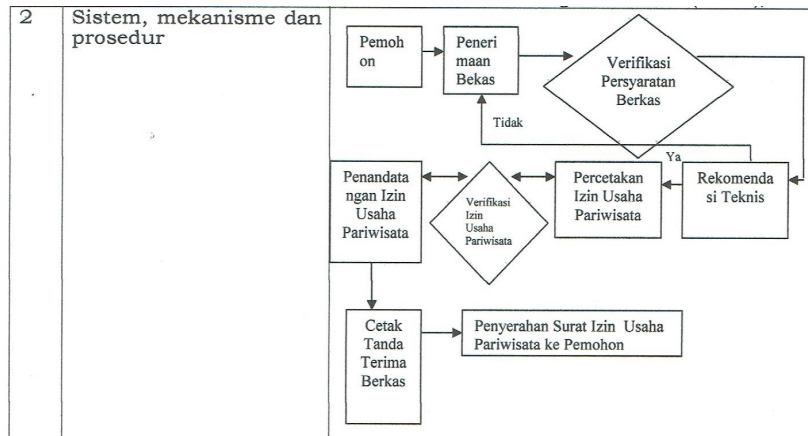 2
Sistem, mekanisme dan
prosedur
Pemoh
on
Peneri
maan
Bekas
Verifikasi
Persyaratan
Berkas
Tidak
Ya
Penandata
ngan Izin
Usaha
Pariwisata
Verifikasi
Izin
Usaha
Pariwisata
Percetakan
Izin Usaha
Pariwisata
Rekomenda
si Teknis
Cetak
Tanda
Terima
Berkas
Penyerahan Surat Izin Usaha
Pariwisata ke Pemohon